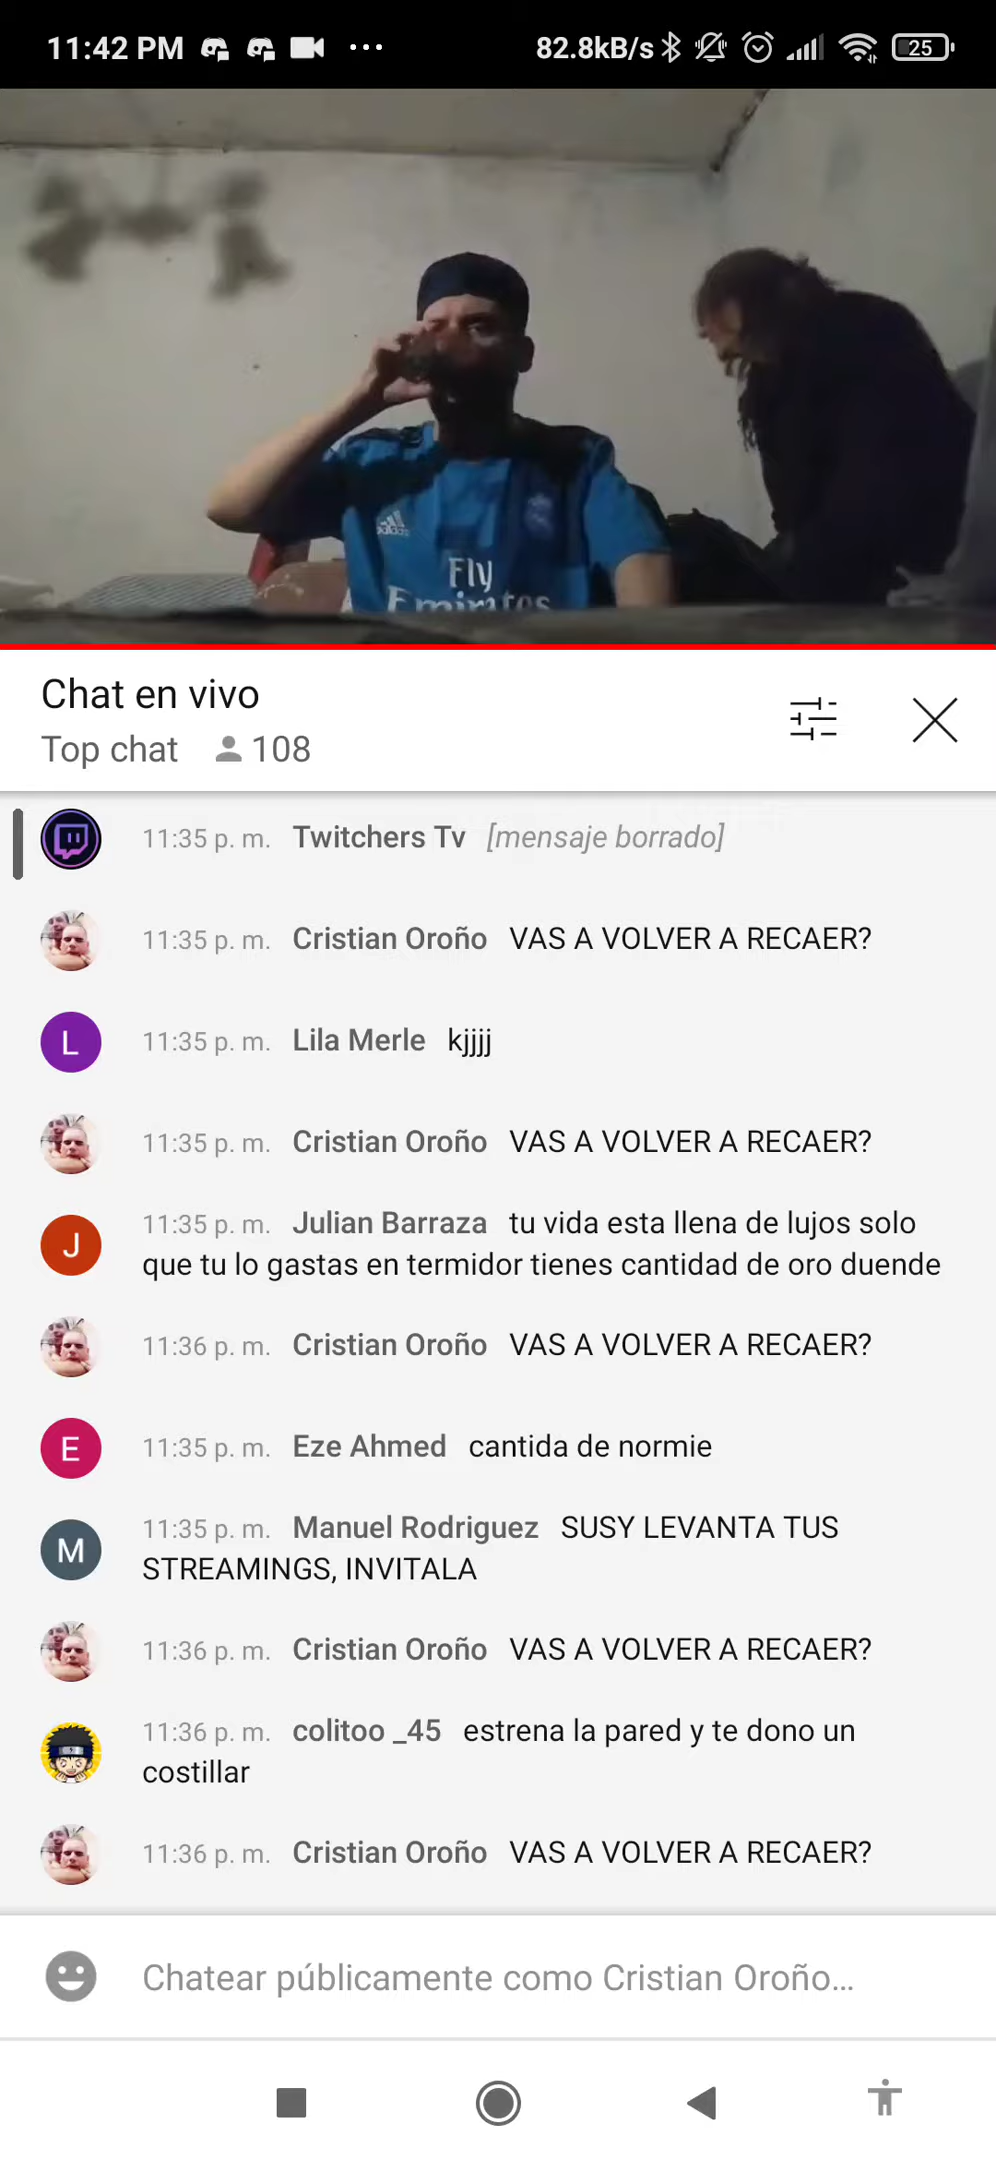 11:42 PM
82.8kB/s
25
adidas
Fly
Emirates
Chat en vivo
Top chat 108
11:35 p. m. Twitchers Tv [mensaje borrado]
11:35 p. m. Cristian Oroño VAS A VOLVER A RECAER?
L
11:35 p. m. Lila Merle kjjjj
11:35 p. m. Cristian Oroño VAS A VOLVER A RECAER?
J
11:35 p. m. Julian Barraza tu vida esta llena de lujos solo
que tu lo gastas en termidor tienes cantidad de oro duende
11:36 p. m. Cristian Oroño VAS A VOLVER A RECAER?
E
11:35 p. m. Eze Ahmed cantida de normie
M
11:35 p. m. Manuel Rodriguez SUSY LEVANTA TUS
STREAMINGS, INVITALA
11:36 p. m. Cristian Oroño VAS A VOLVER A RECAER?
11:36 p. m. colitoo _45 estrena la pared y te dono un
costillar
11:36 p. m. Cristian Oroño VAS A VOLVER A RECAER?
Chatear públicamente como Cristian Oroño...